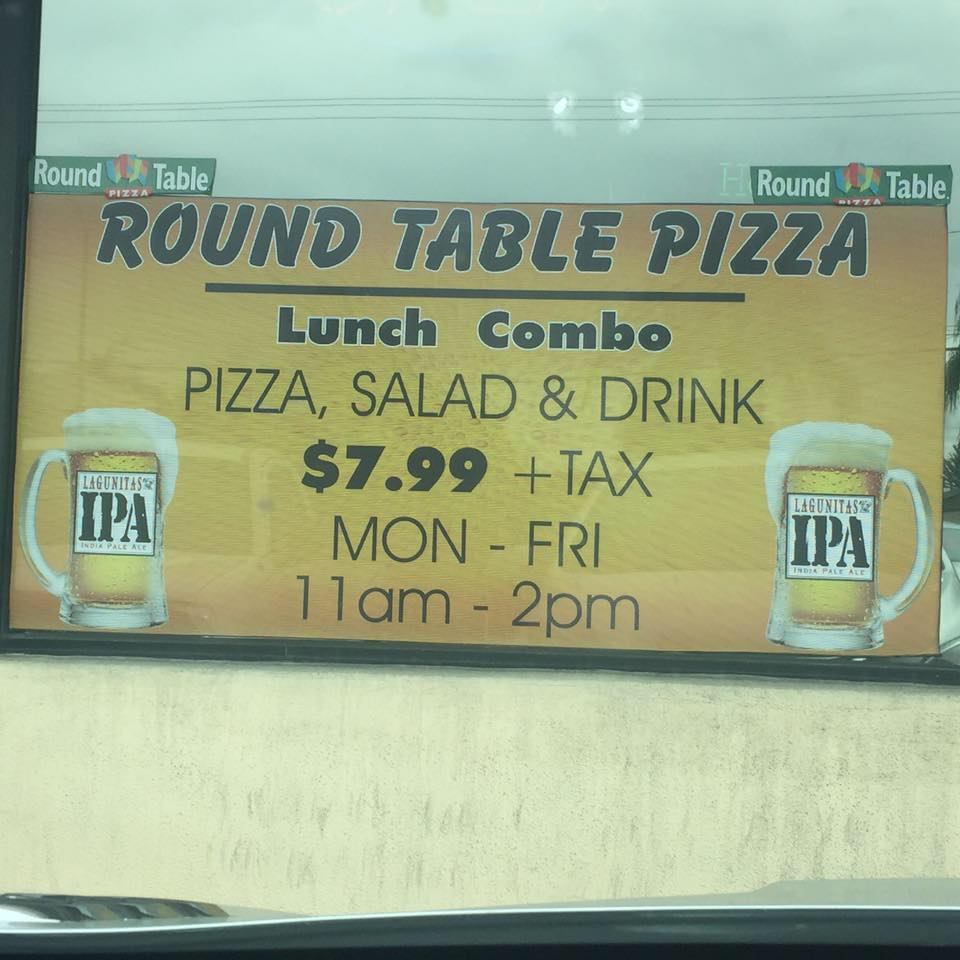 Round Table
PIZZA
H Round Table
PIZZA
ROUND TABLE PIZZA
Lunch Combo
PIZZA, SALAD & DRINK
$7.99 + TAX
MON - FRI
11am - 2pm
LAGUNITAS
IPA
INDIA PALE ALE
LAGUNITAS
IPA
INDIA PALE ALE